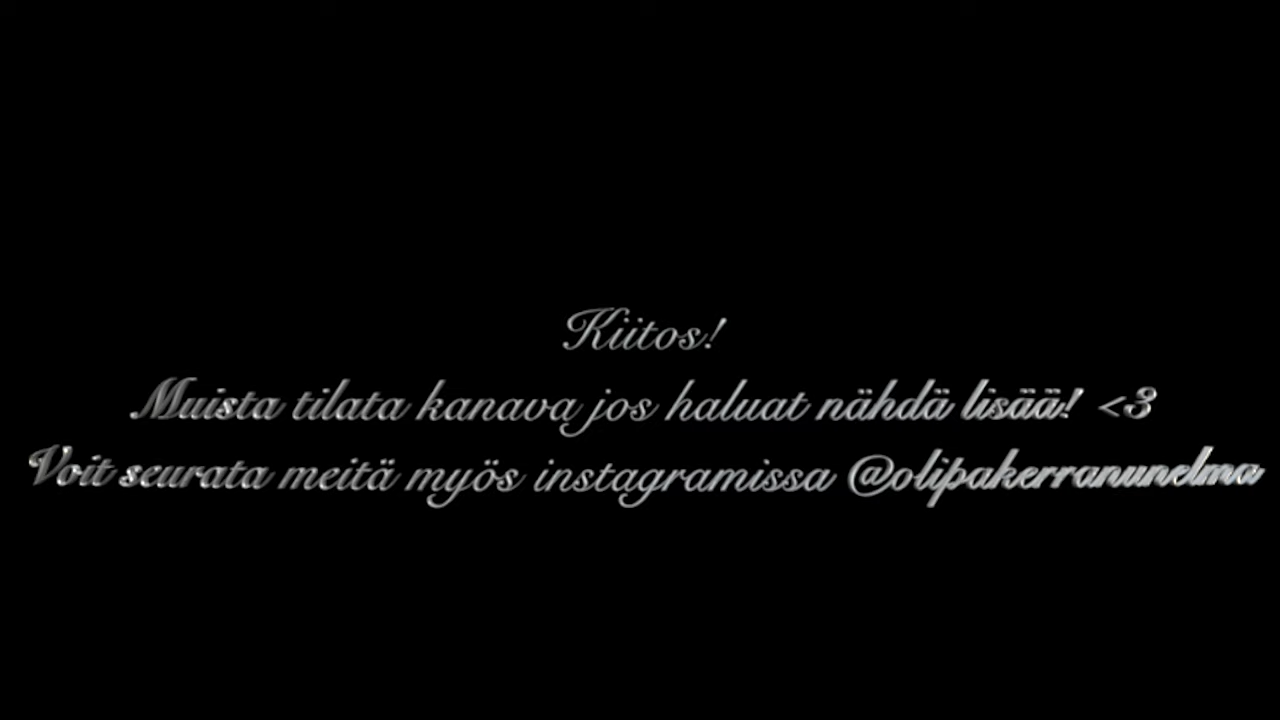 Kiitos!
Muista tilata kanava jos haluat nähdä lisää! <3
Voit seurata meitä myös instagramissa @olipakerranunelma